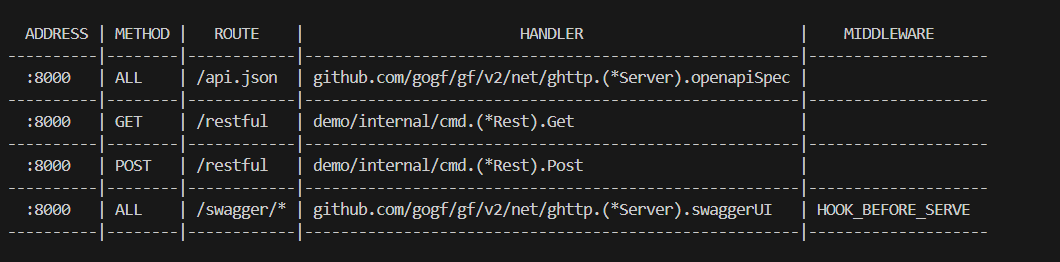 ADDRESS | METHOD | ROUTE | HANDLER | MIDDLEWARE
----------|--------|------------|-------------------------------------------------------|--------------------
:8000 | ALL | /api.json | github.com/gogf/gf/v2/net/ghttp.(*Server).openapiSpec |
----------|--------|------------|-------------------------------------------------------|--------------------
:8000 | GET | /restful | demo/internal/cmd.(*Rest).Get |
----------|--------|------------|-------------------------------------------------------|--------------------
:8000 | POST | /restful | demo/internal/cmd.(*Rest).Post |
----------|--------|------------|-------------------------------------------------------|--------------------
:8000 | ALL | /swagger/* | github.com/gogf/gf/v2/net/ghttp.(*Server).swaggerUI | HOOK_BEFORE_SERVE
----------|--------|------------|-------------------------------------------------------|--------------------